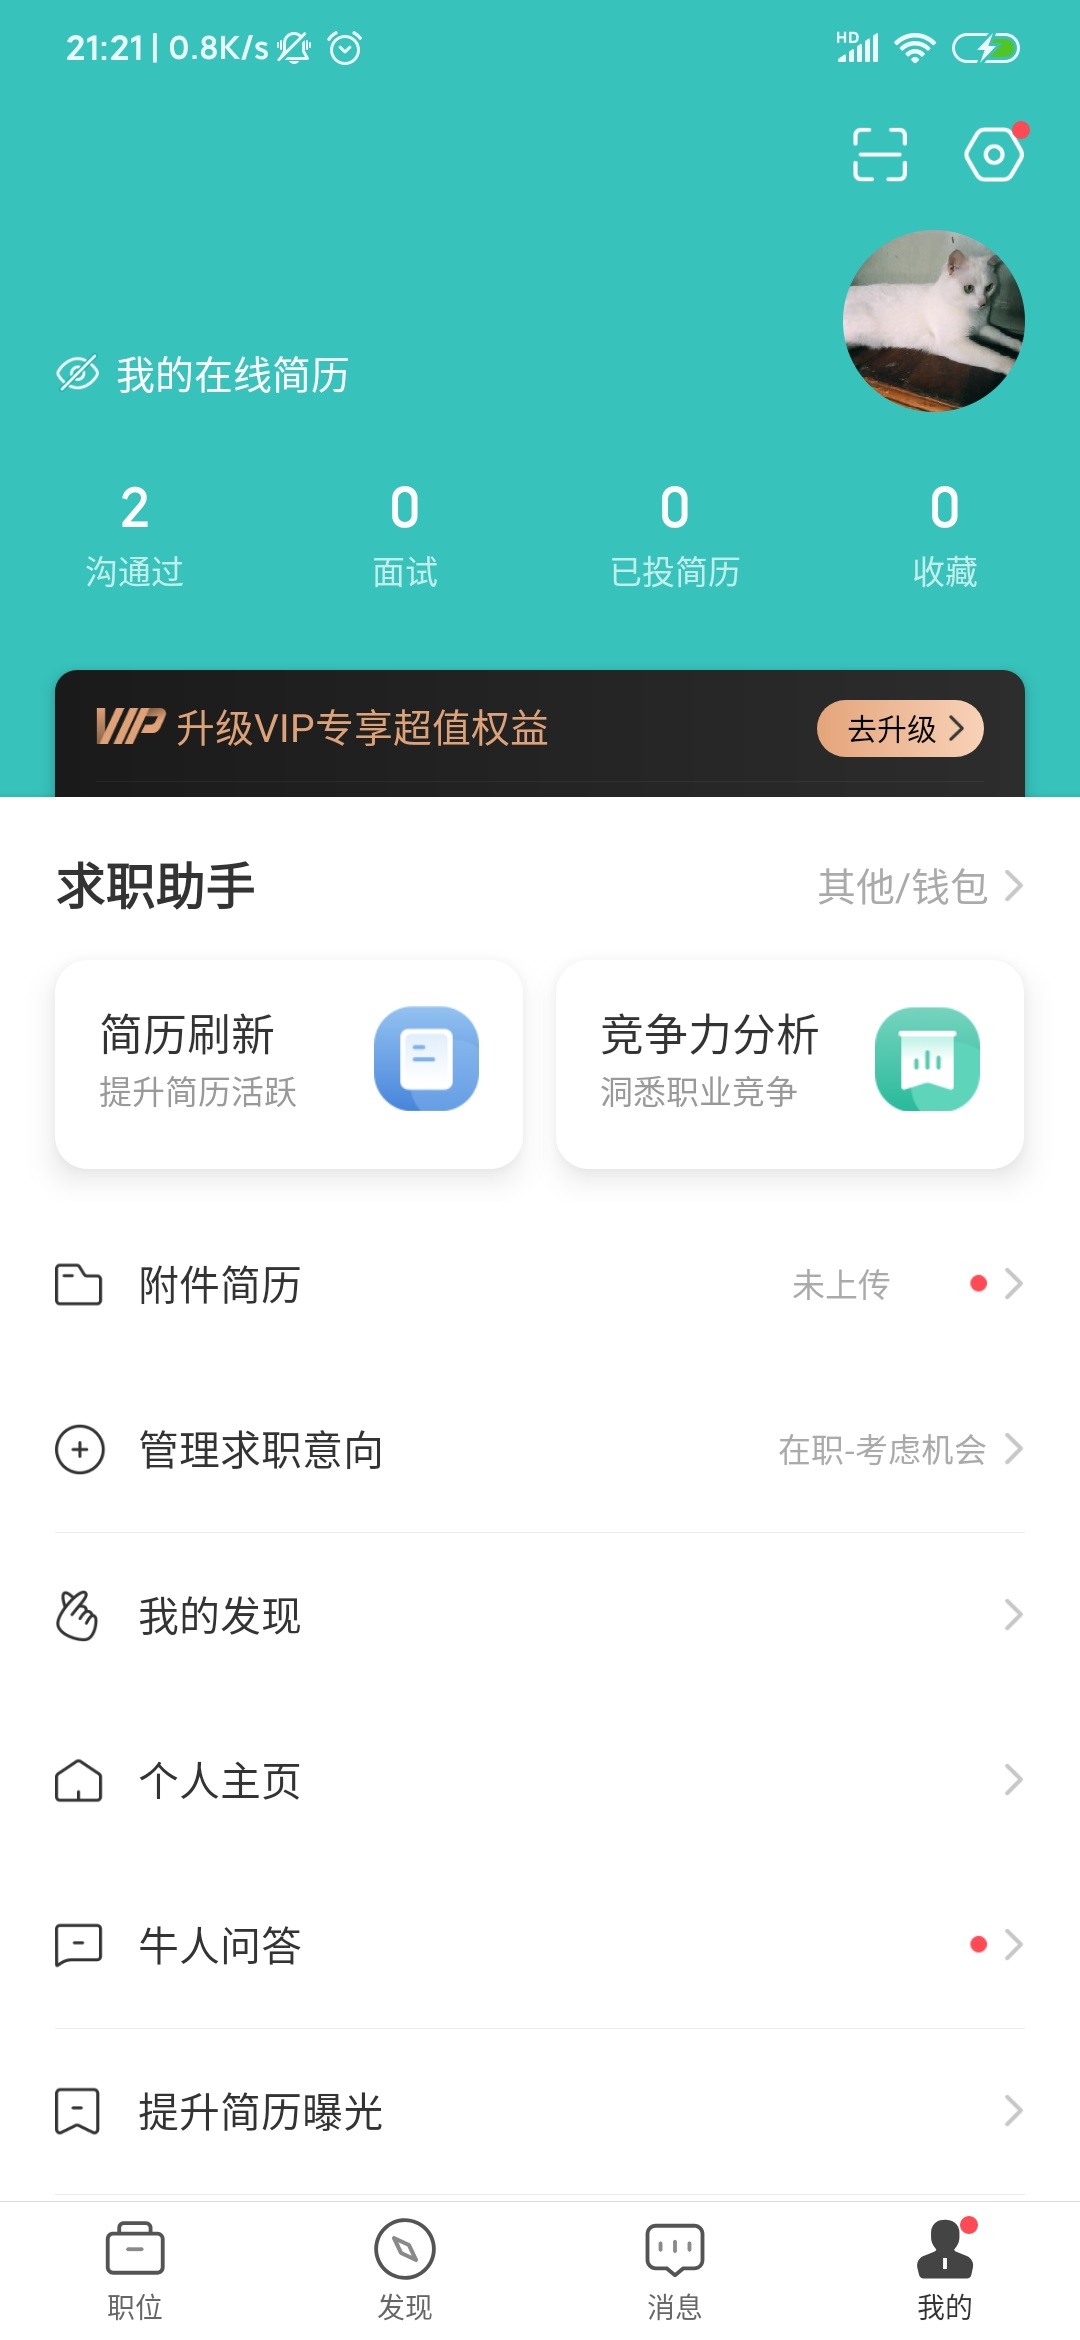 21:21 | 0.8K/s HD
我的在线简历
2 0 0 0
沟通过 面试 已投简历 收藏
VIP 升级VIP专享超值权益 去升级
求职助手 其他/钱包
简历刷新 竞争力分析
提升简历活跃 洞悉职业竞争
附件简历 未上传
管理求职意向 在职-考虑机会
我的发现
个人主页
牛人问答
提升简历曝光
职位 发现 消息 我的